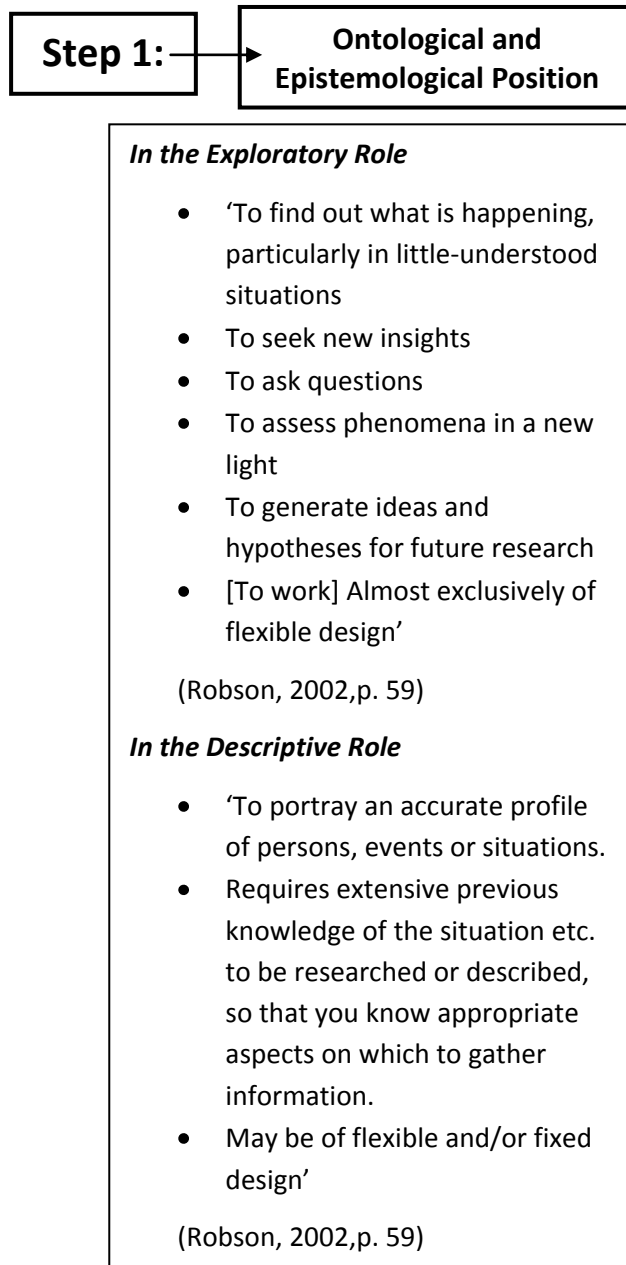 Step 1:
Ontological and
Epistemological Position
In the Exploratory Role
• ‘To find out what is happening,
particularly in little-understood
situations
• To seek new insights
• To ask questions
• To assess phenomena in a new
light
• To generate ideas and
hypotheses for future research
• [To work] Almost exclusively of
flexible design’
(Robson, 2002,p. 59)
In the Descriptive Role
• ‘To portray an accurate profile
of persons, events or situations.
• Requires extensive previous
knowledge of the situation etc.
to be researched or described,
so that you know appropriate
aspects on which to gather
information.
• May be of flexible and/or fixed
design’
(Robson, 2002,p. 59)